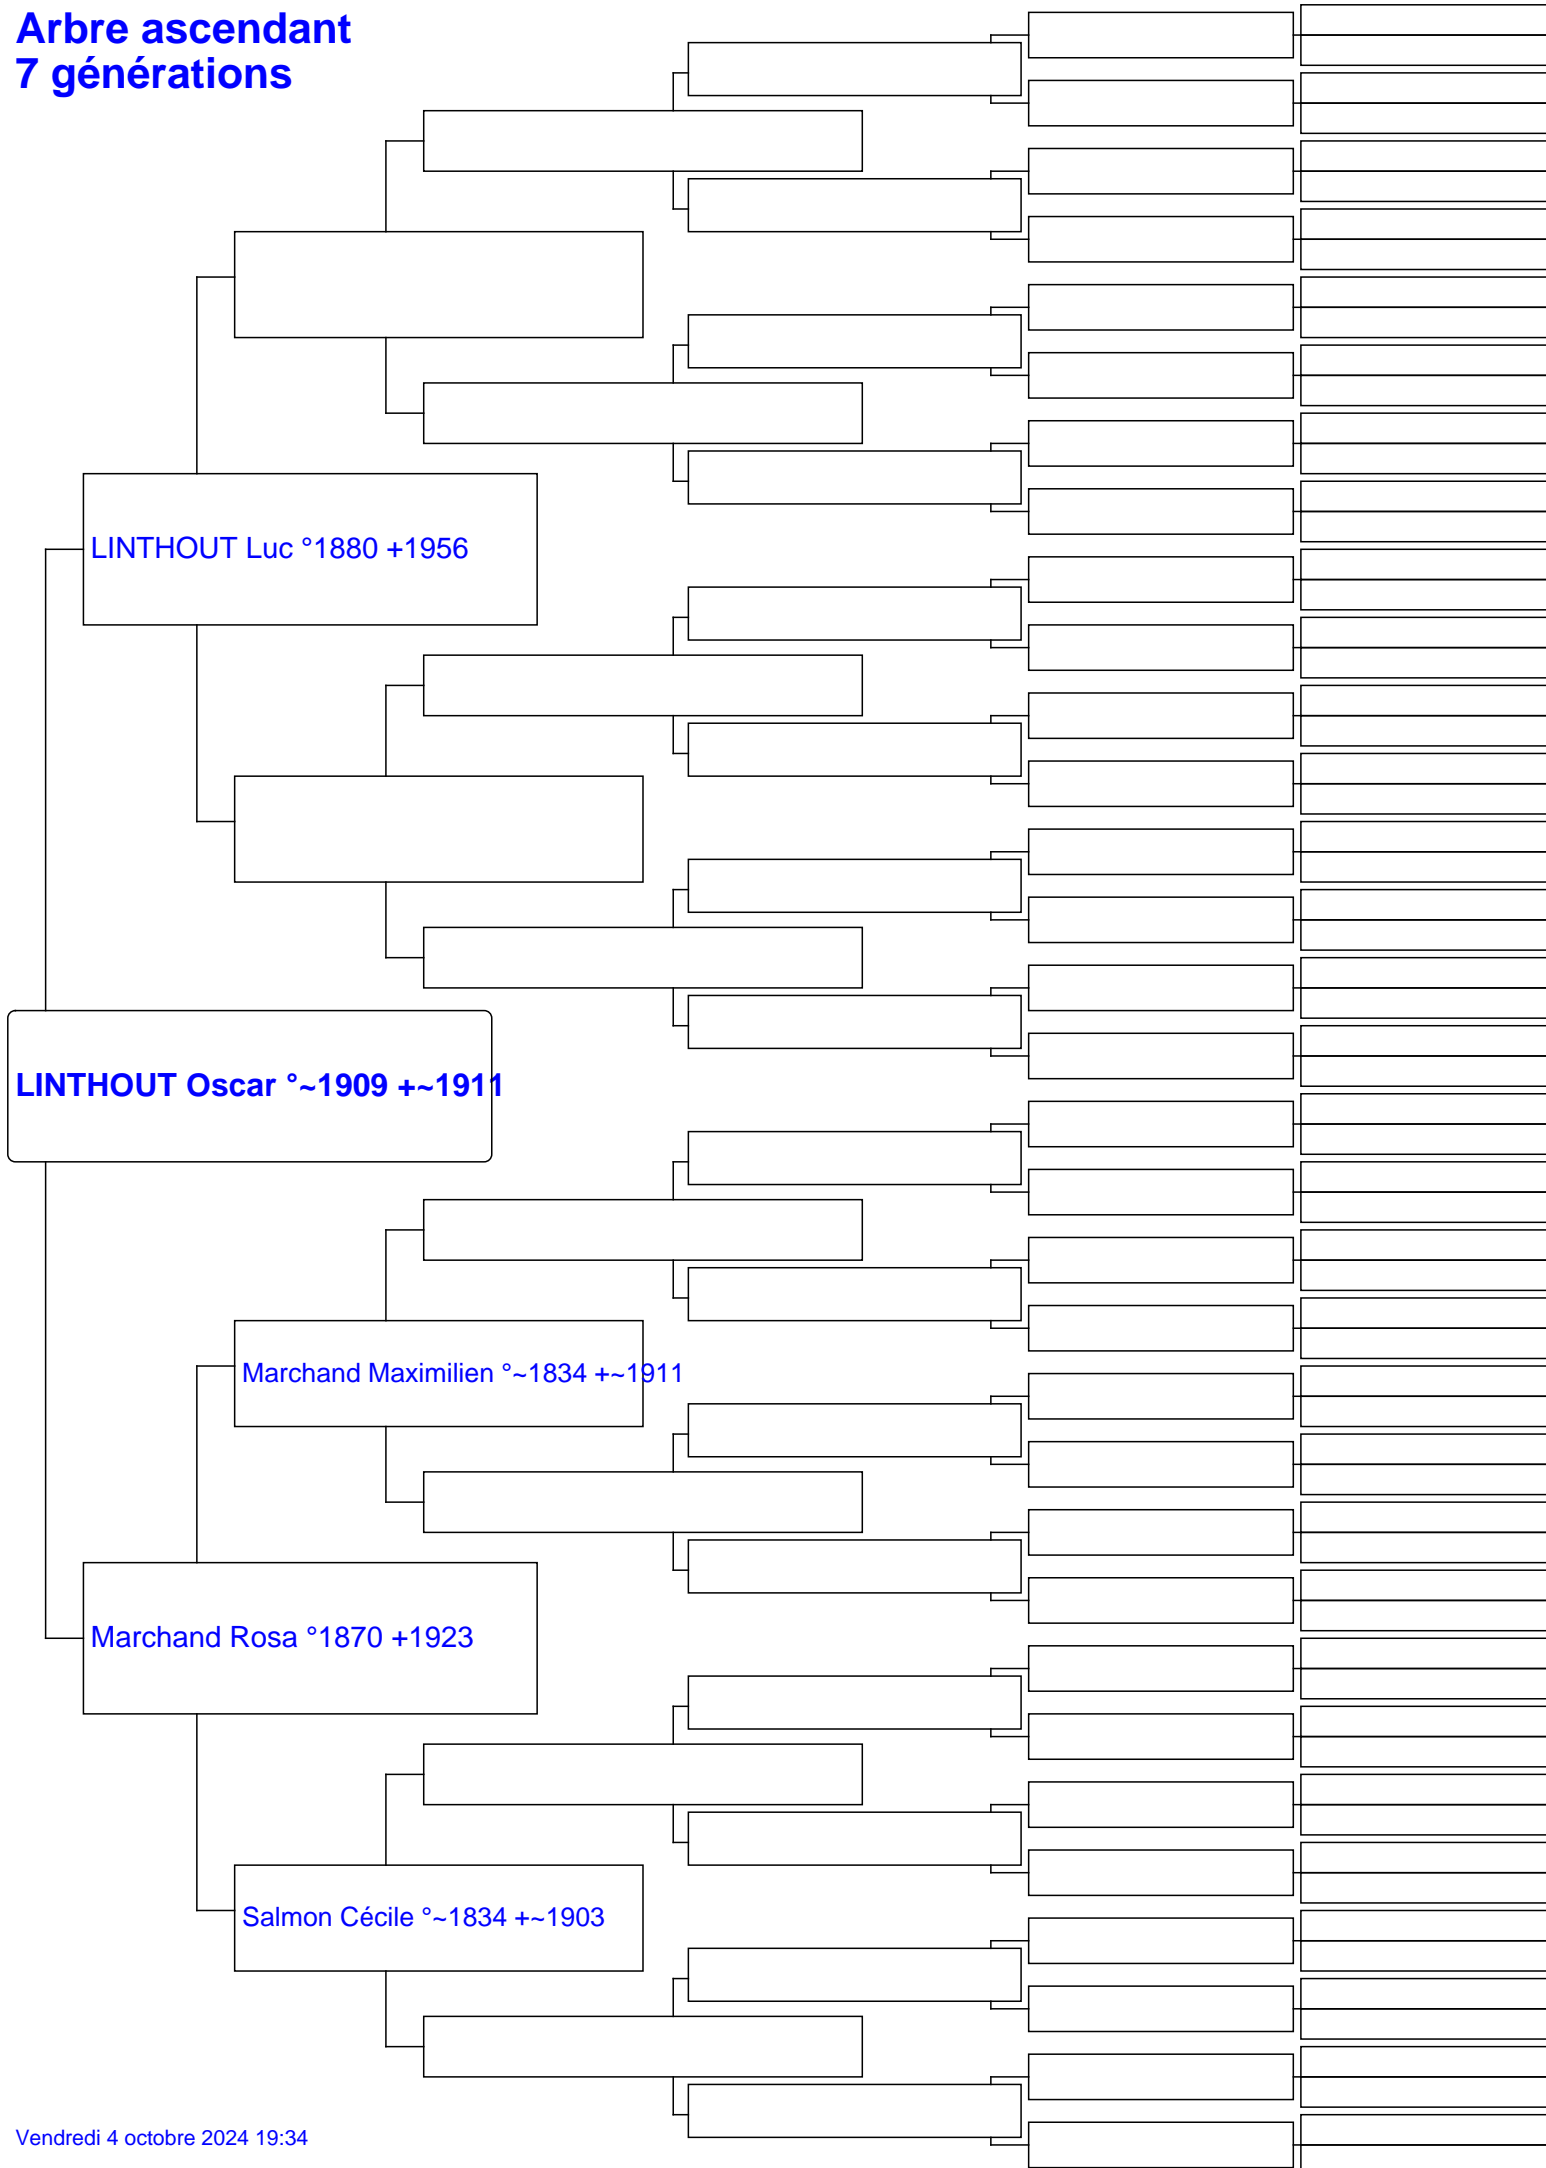 Arbre ascendant
7 générations
LINTHOUT Luc °1880 +1956
LINTHOUT Oscar °~1909 +~1911
Marchand Maximilien °~1834 +~1911
Marchand Rosa °1870 +1923
Salmon Cécile °~1834 +~1903
Vendredi 4 octobre 2024 19:34